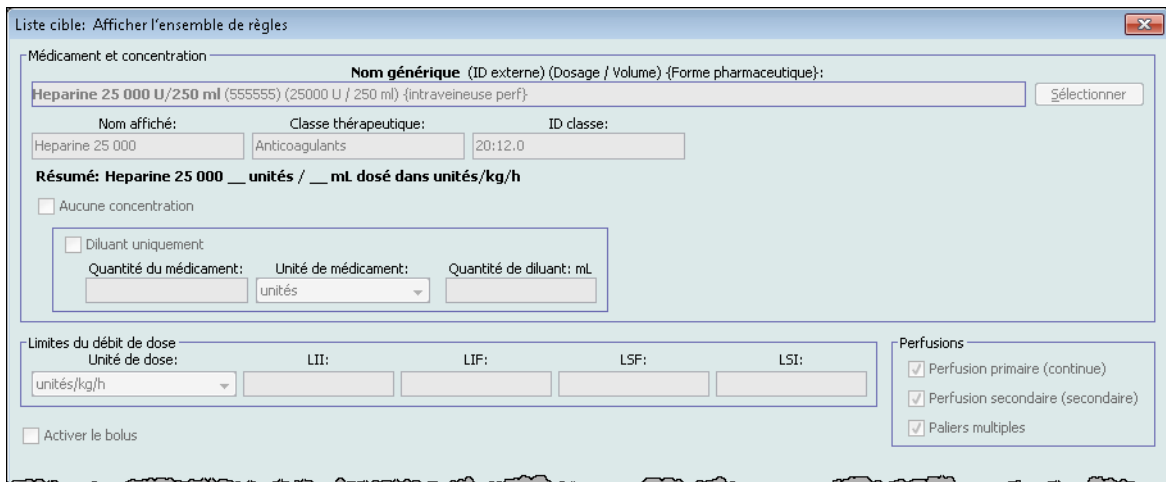 Liste cible: Afficher l'ensemble de règles
Médicament et concentration
Nom générique (ID externe) (Dosage / Volume) {Forme pharmaceutique}:
Heparine 25 000 U/250 ml (555555) (25000 U / 250 ml) {intraveineuse perf}
Sélectionner
Nom affiché: Classe thérapeutique: ID classe:
Heparine 25 000 Anticoagulants 20:12.0
Résumé: Heparine 25 000 __ unités / __ mL dosé dans unités/kg/h
Aucune concentration
Diluant uniquement
Quantité du médicament: Unité de médicament: Quantité de diluant: mL
unités
Limites du débit de dose
Unité de dose: LII: LIF: LSF: LSI:
unités/kg/h
Activer le bolus
Perfusions
Perfusion primaire (continue)
Perfusion secondaire (secondaire)
Paliers multiples